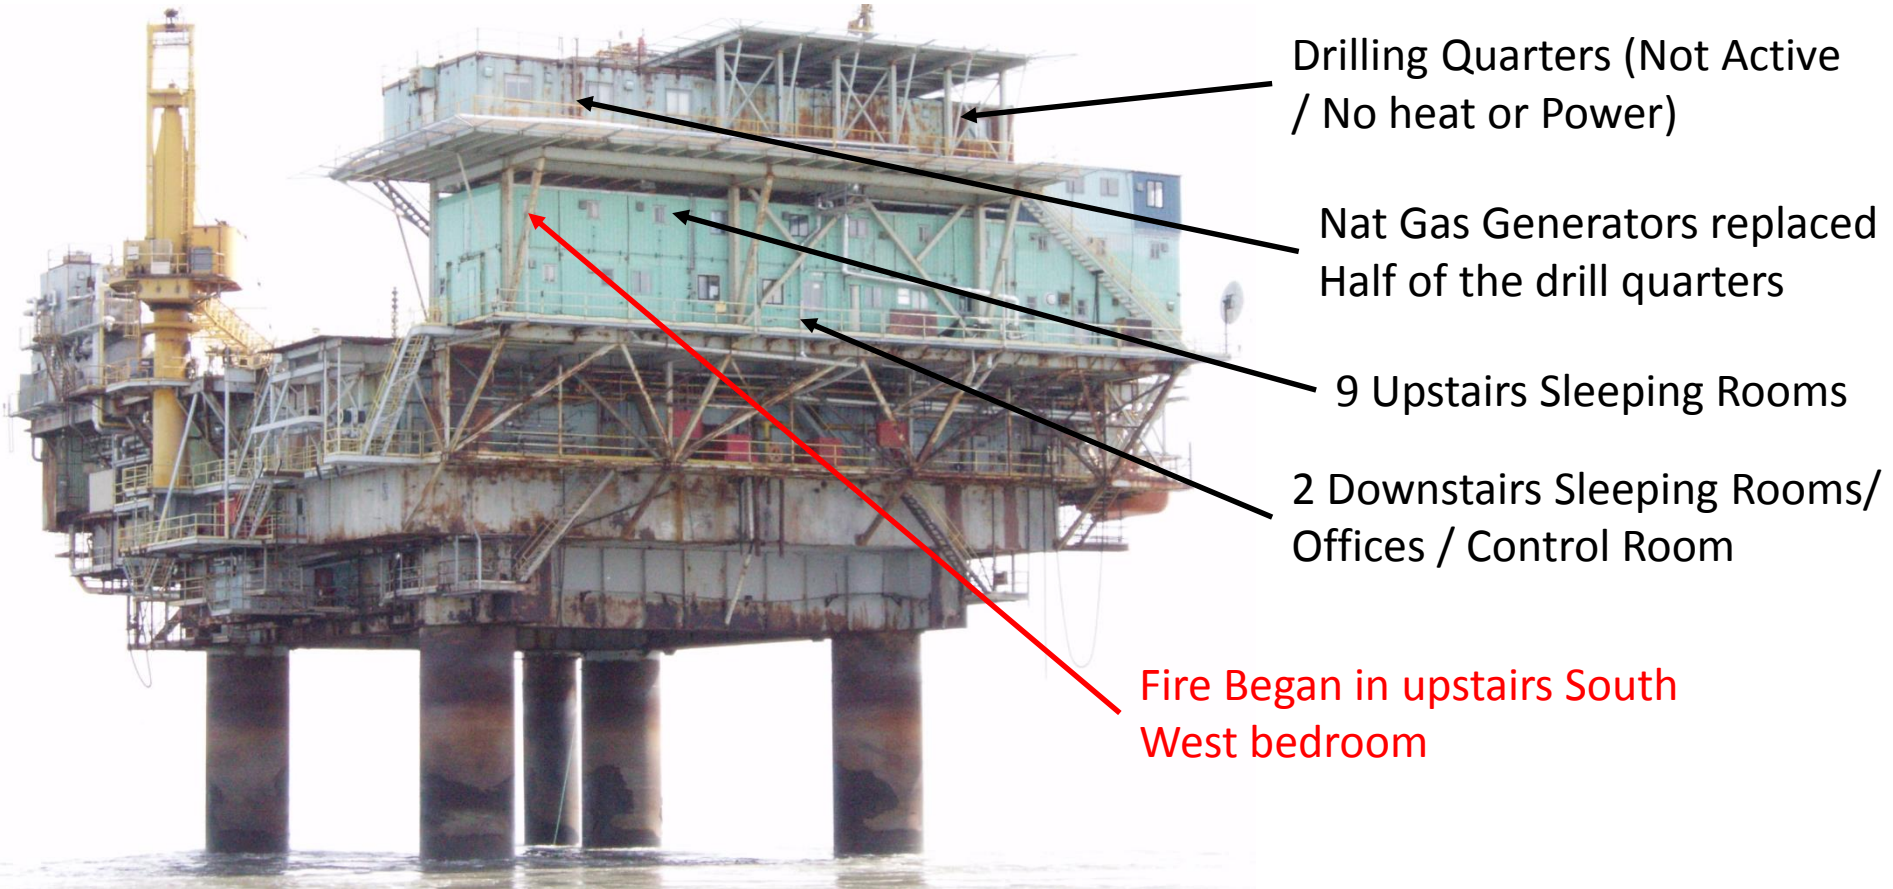 Drilling Quarters (Not Active
/ No heat or Power)
Nat Gas Generators replaced
Half of the drill quarters
9 Upstairs Sleeping Rooms
2 Downstairs Sleeping Rooms/
Offices / Control Room
Fire Began in upstairs South
West bedroom